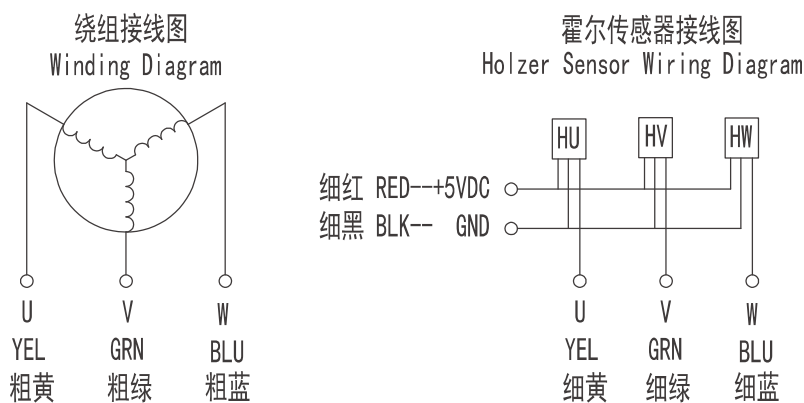 绕组接线图
Winding Diagram
U V W
YEL GRN BLU
粗黄 粗绿 粗蓝
霍尔传感器接线图
Holzer Sensor Wiring Diagram
HU HV HW
细红 RED--+5VDC
细黑 BLK-- GND
U V W
YEL GRN BLU
细黄 细绿 细蓝